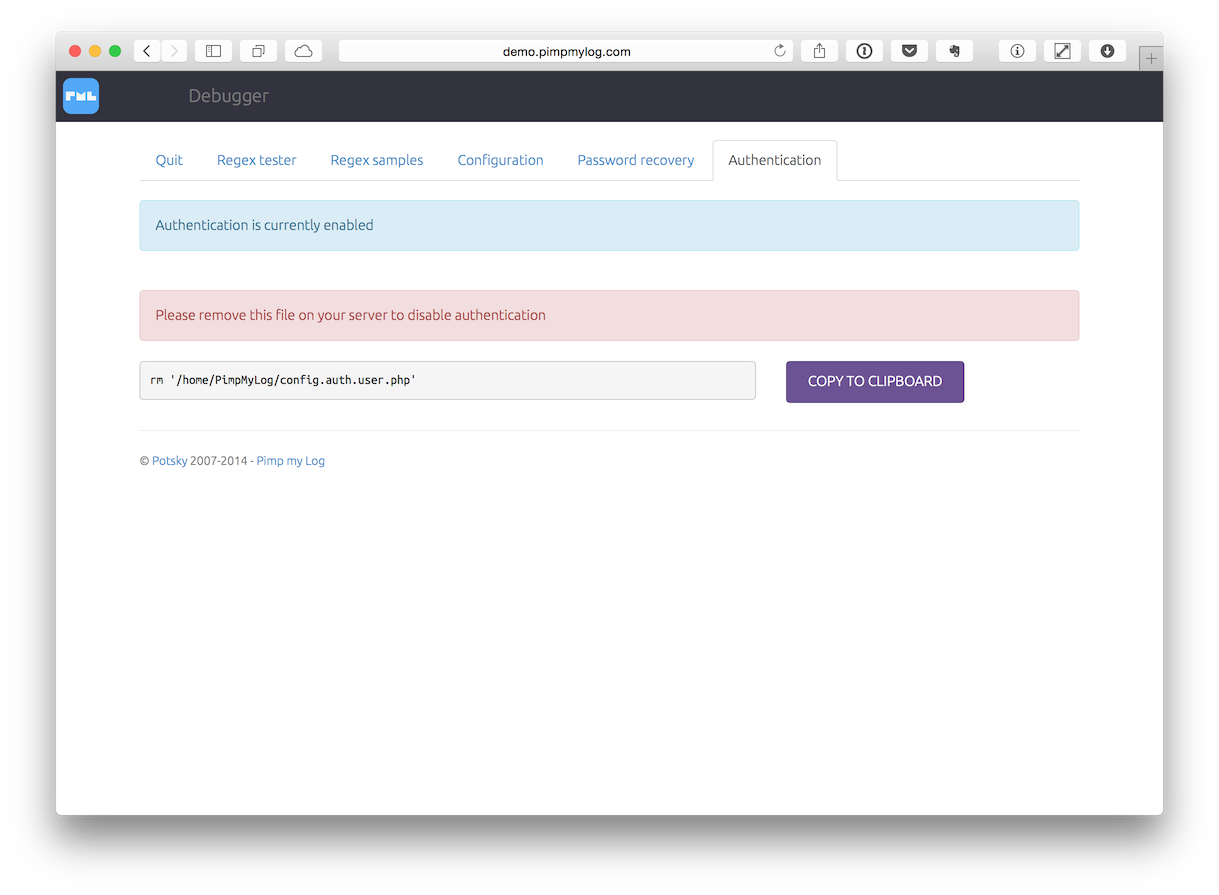 demo.pimpmylog.com
PML
Debugger
Quit Regex tester Regex samples Configuration Password recovery Authentication
Authentication is currently enabled
Please remove this file on your server to disable authentication
rm '/home/PimpMyLog/config.auth.user.php'
COPY TO CLIPBOARD
© Potsky 2007-2014 - Pimp my Log